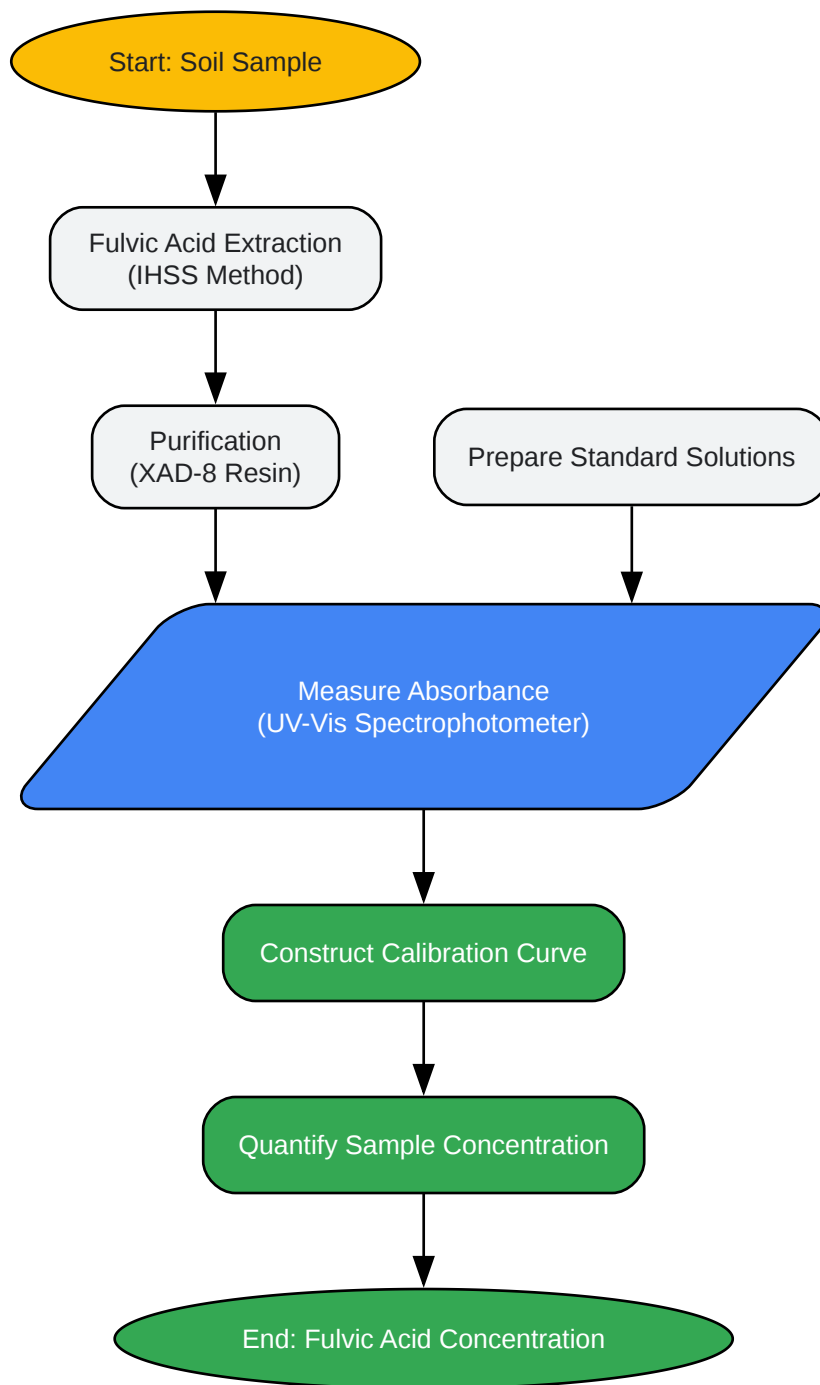 Start: Soil Sample
Fulvic Acid Extraction
(IHSS Method)
Purification
(XAD-8 Resin)
Prepare Standard Solutions
Measure Absorbance
(UV-Vis Spectrophotometer)
Construct Calibration Curve
Quantify Sample Concentration
End: Fulvic Acid Concentration